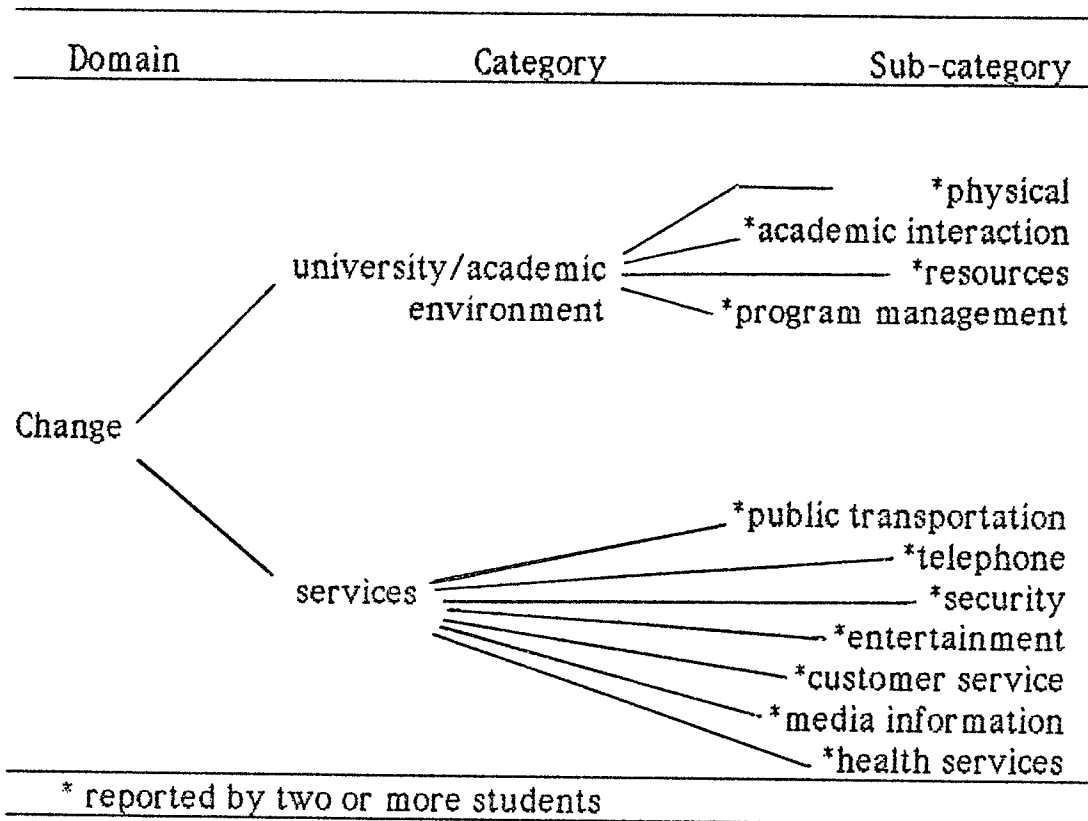 Domain Category Sub-category
*physical
*academic interaction
university/academic *resources
environment *program management
Change
*public transportation
*telephone
services *security
*entertainment
*customer service
*media information
*health services
* reported by two or more students